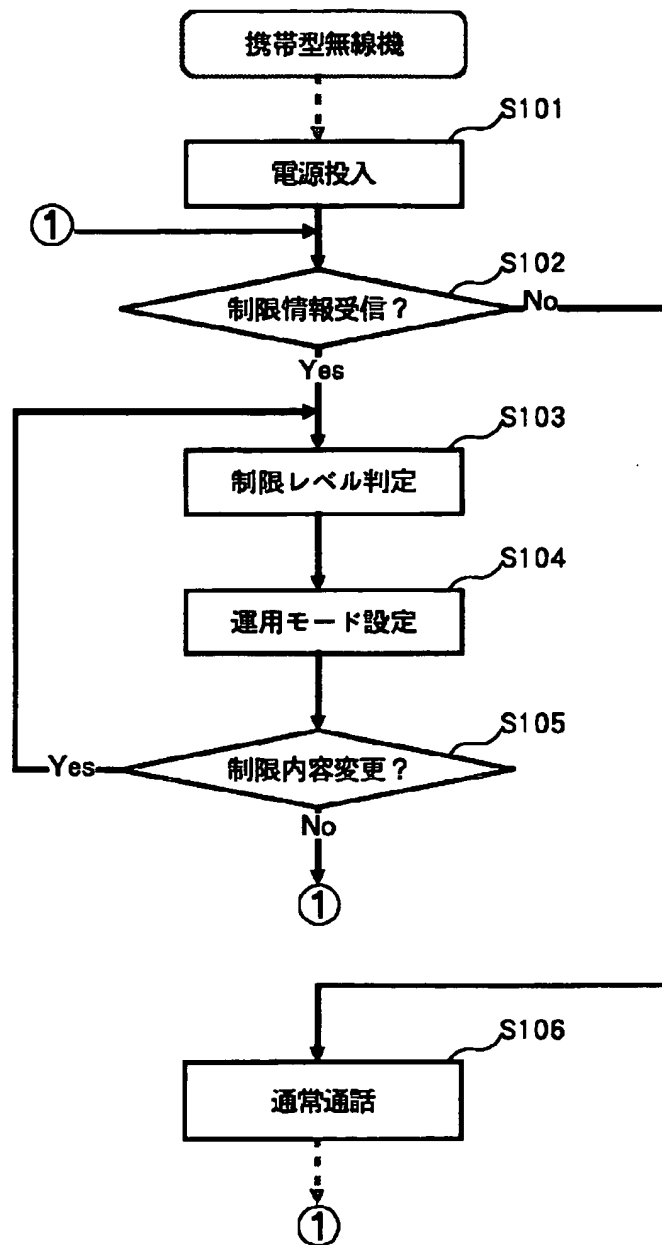 携帯型無線機
S101
電源投入
①
S102
制限情報受信？
No
Yes
S103
制限レベル判定
S104
運用モード設定
S105
制限内容変更？
Yes
No
①
S106
通常通話
①